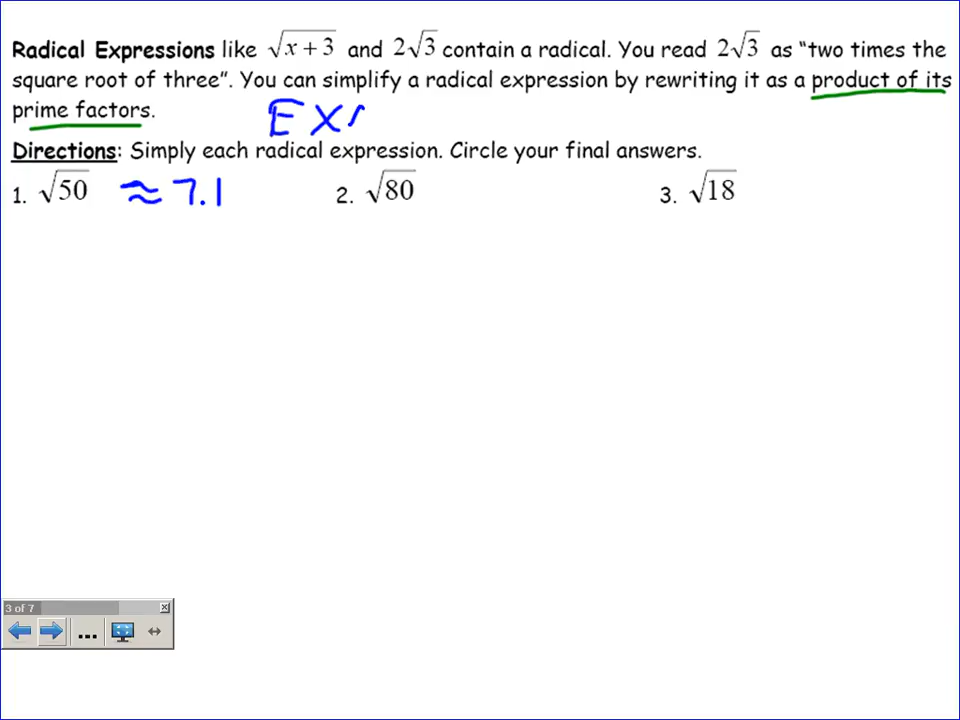 Radical Expressions like √x + 3 and 2√3 contain a radical. You read 2√3 as “two times the
square root of three”. You can simplify a radical expression by rewriting it as a product of its
prime factors.
EX
Directions: Simply each radical expression. Circle your final answers.
1. √50 ≈ 7.1 2. √80 3. √18
3 of 7
...